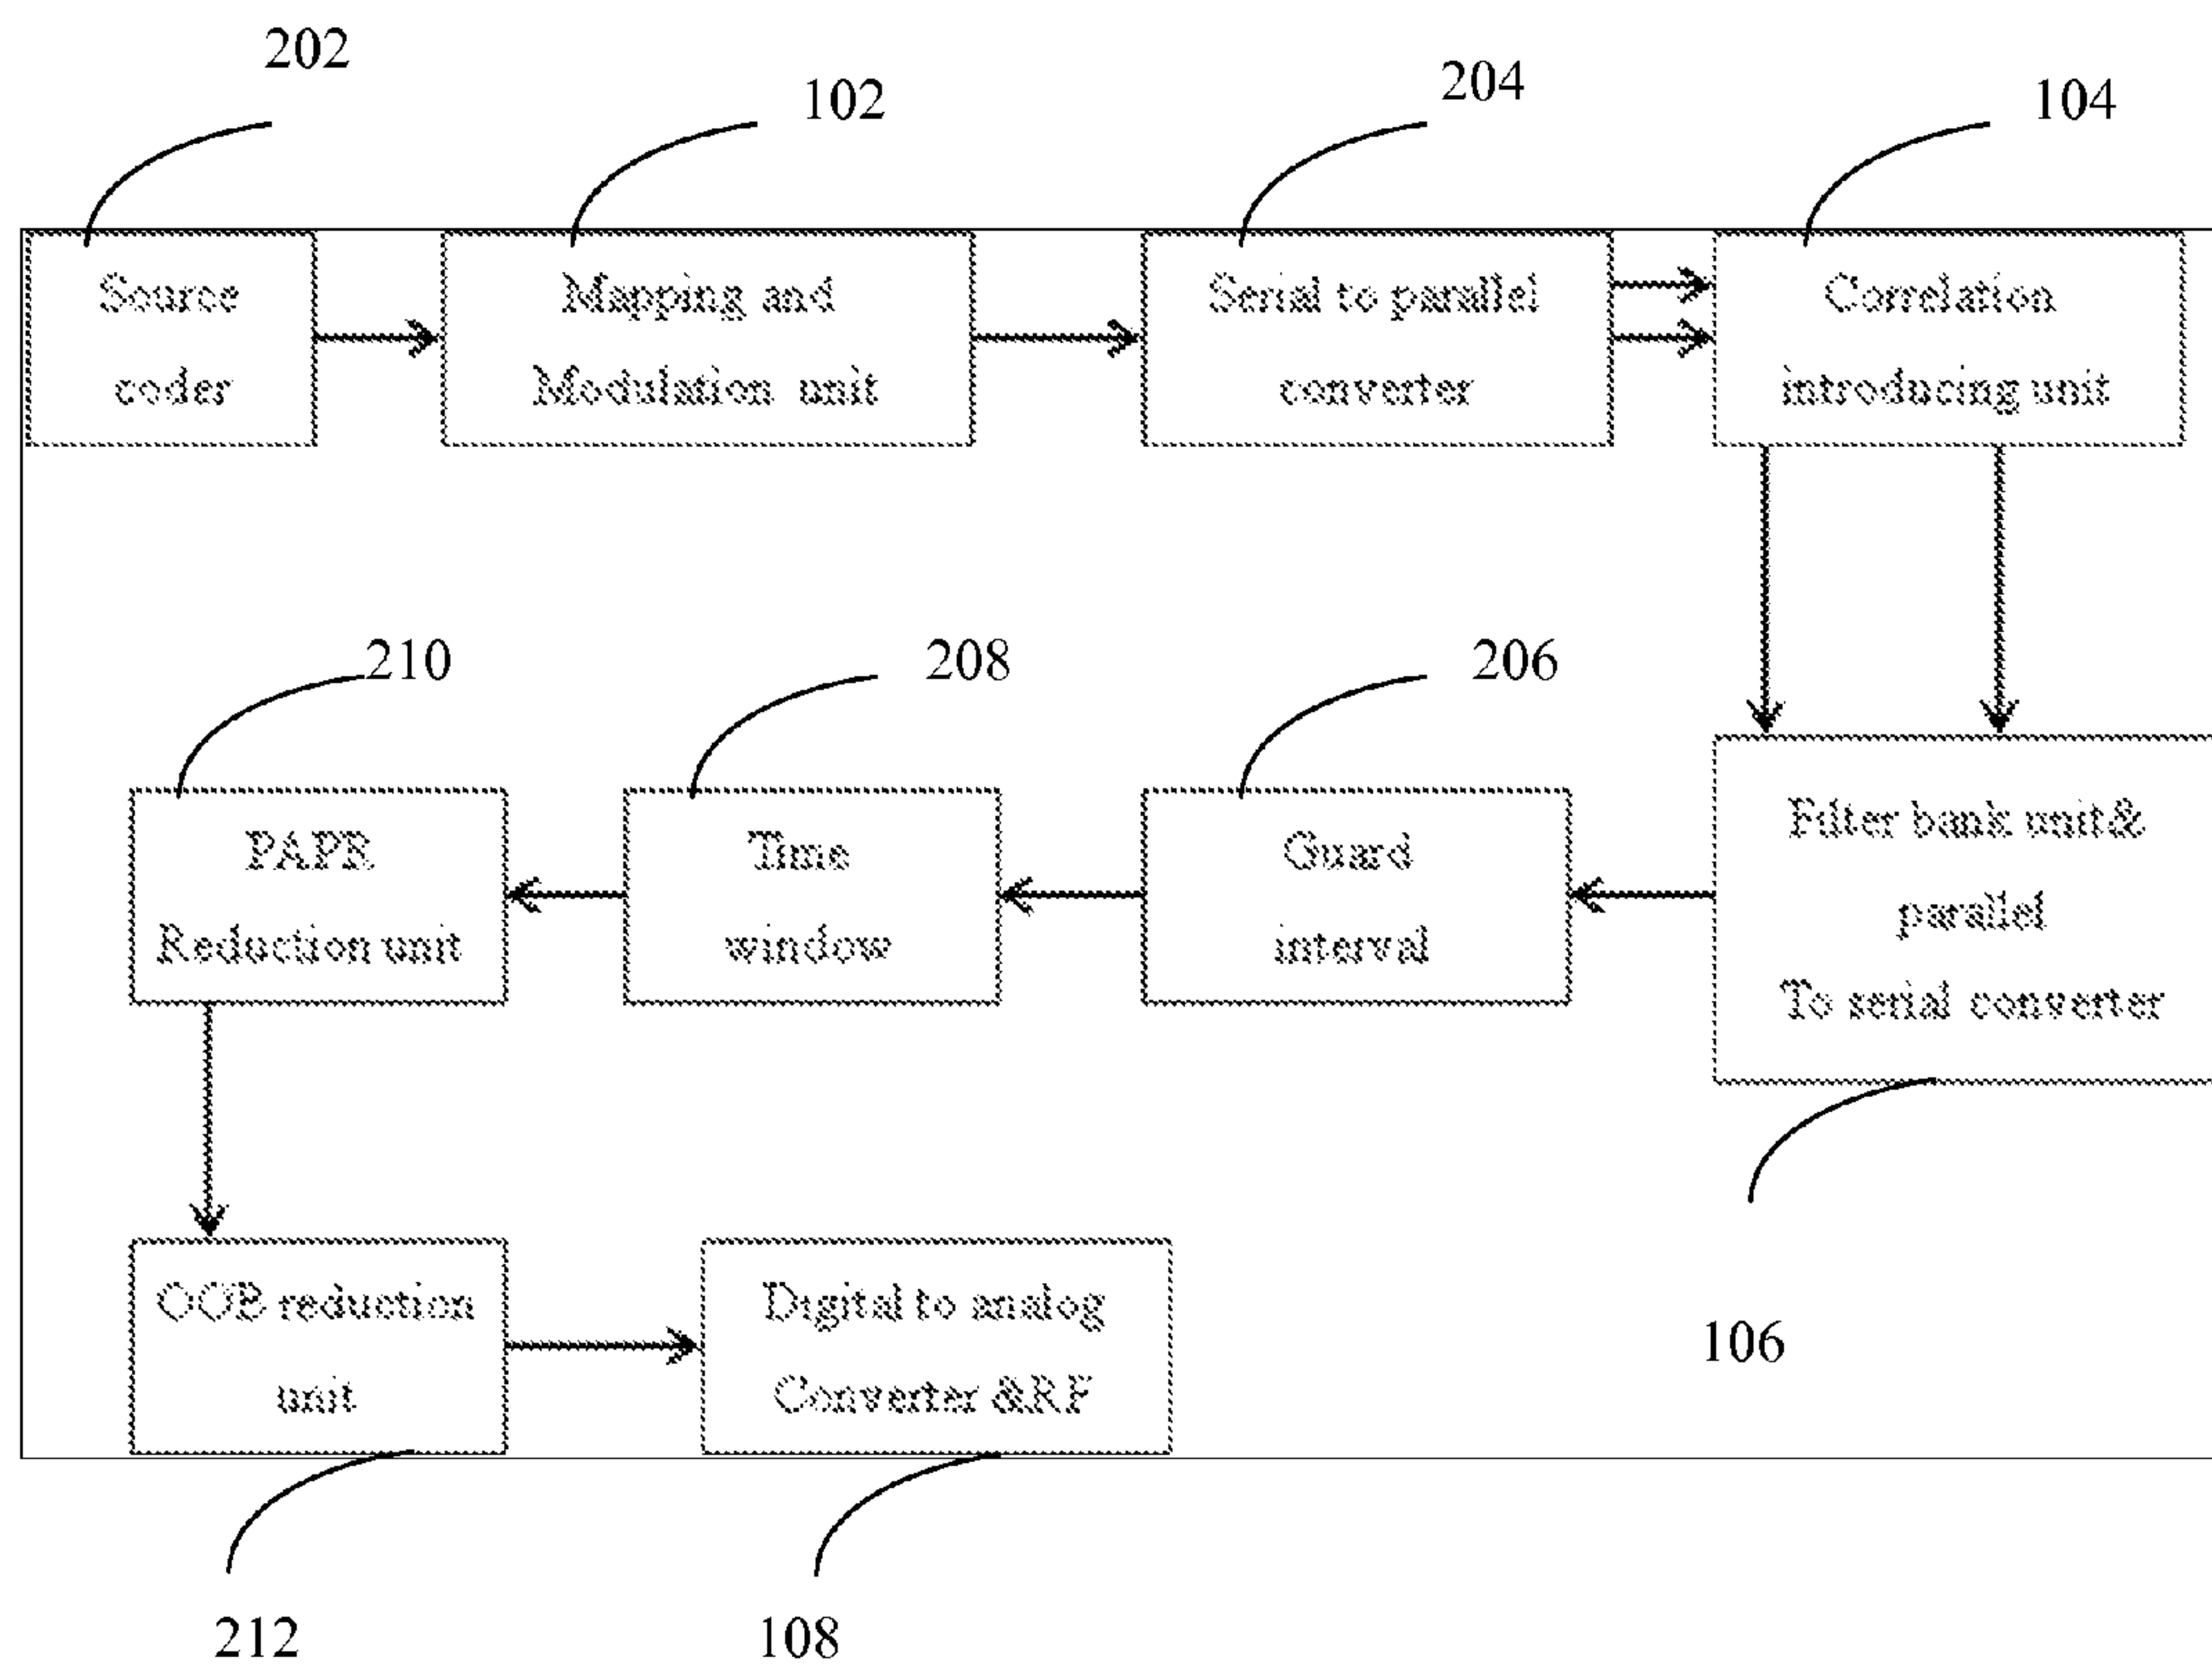 202
102
204
104
Source
coder
Mapping and
Modulation unit
Serial to parallel
converter
Correlation
introducing unit
210
208
206
PAPR
Reduction unit
Time
window
Guard
interval
Filter bank unit&
parallel
To serial converter
OOB reduction
unit
Digital to analog
Converter &RF
106
212
108